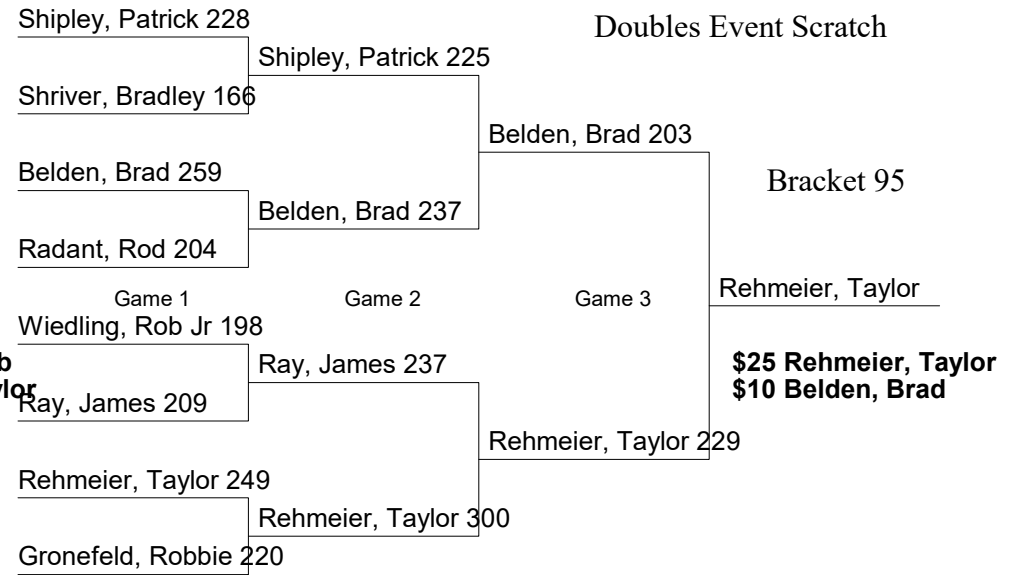 Shipley, Patrick 228
Doubles Event Scratch
Shipley, Patrick 225
Shriver, Bradley 166
Belden, Brad 203
Belden, Brad 259
Bracket 95
Belden, Brad 237
Radant, Rod 204
Game 1
Game 2
Game 3
Rehmeier, Taylor
Wiedling, Rob Jr 198
b
Ray, James 237
$25 Rehmeier, Taylor
ylor
Ray, James 209
$10 Belden, Brad
Rehmeier, Taylor 229
Rehmeier, Taylor 249
Rehmeier, Taylor 300
Gronefeld, Robbie 220